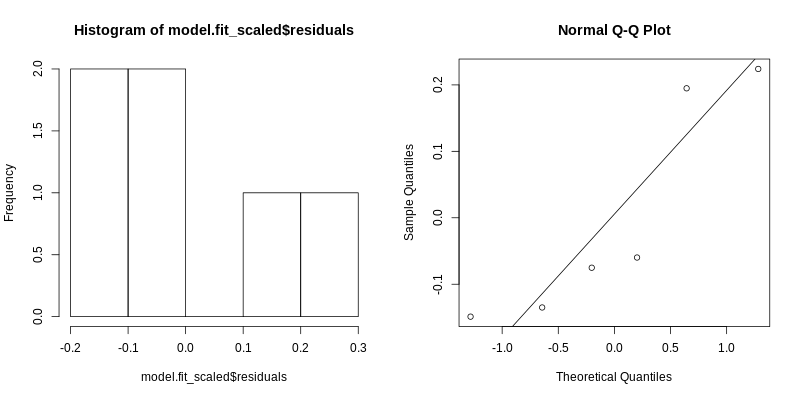 Histogram of model.fit_scaled$residuals
Frequency
2.0
1.5
1.0
0.5
0.0
-0.2 -0.1 0.0 0.1 0.2 0.3
model.fit_scaled$residuals
Normal Q-Q Plot
Sample Quantiles
0.2
0.1
0.0
-0.1
-1.0 -0.5 0.0 0.5 1.0
Theoretical Quantiles